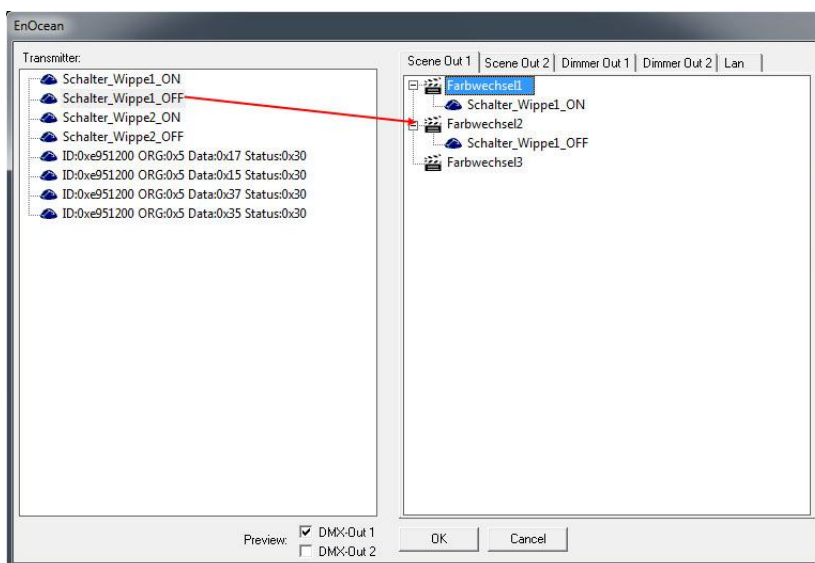 EnOcean
Transmitter:
Schalter_Wippe1_ON
Schalter_Wippe1_OFF
Schalter_Wippe2_ON
Schalter_Wippe2_OFF
ID:0xe951200 ORG:0x5 Data:0x17 Status:0x30
ID:0xe951200 ORG:0x5 Data:0x15 Status:0x30
ID:0xe951200 ORG:0x5 Data:0x37 Status:0x30
ID:0xe951200 ORG:0x5 Data:0x35 Status:0x30
Scene Out 1 Scene Out 2 Dimmer Out 1 Dimmer Out 2 Lan
Farbwechsel1
Schalter_Wippe1_ON
Farbwechsel2
Schalter_Wippe1_OFF
Farbwechsel3
Preview: DMX-Out 1
DMX-Out 2
OK Cancel